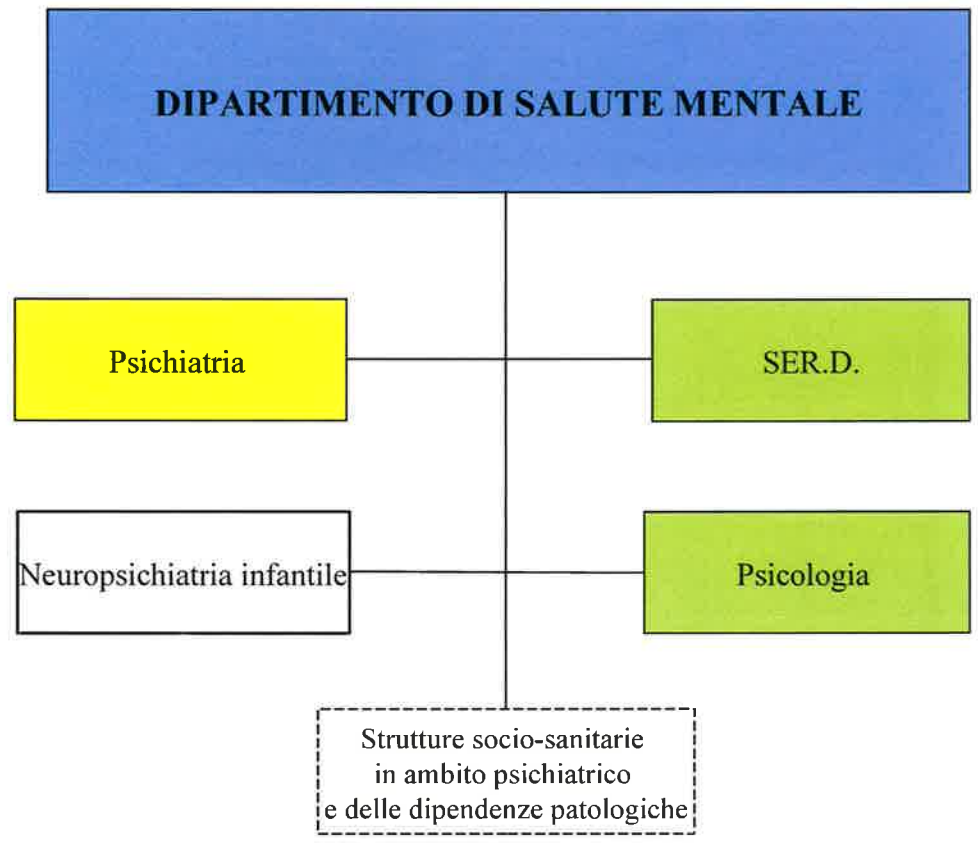 DIPARTIMENTO DI SALUTE MENTALE
Psichiatria
SER.D.
Neuropsichiatria infantile
Psicologia
Strutture socio-sanitarie
in ambito psichiatrico
e delle dipendenze patologiche